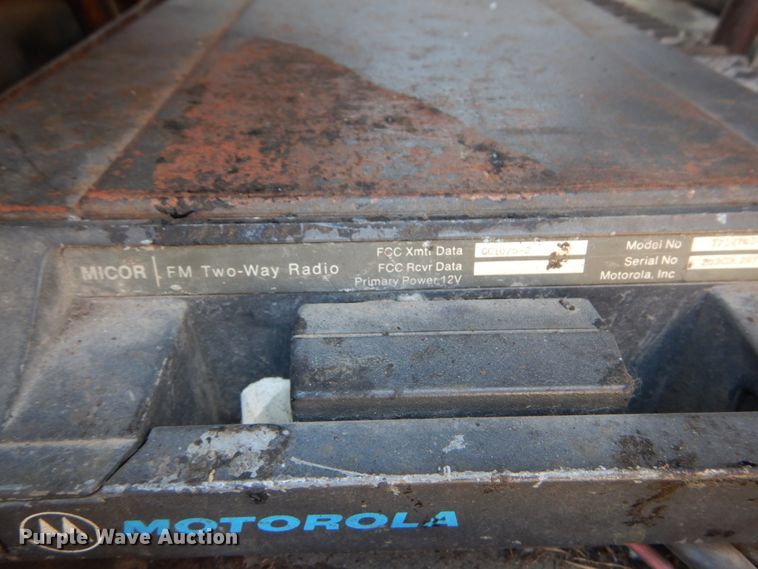 MICOR FM Two-Way Radio
FCC Xmtr Data
FCC Rcvr Data
Primary Power: 12V
Model No
Serial No
Motorola, Inc
MOTOROLA
Purple Wave Auction®